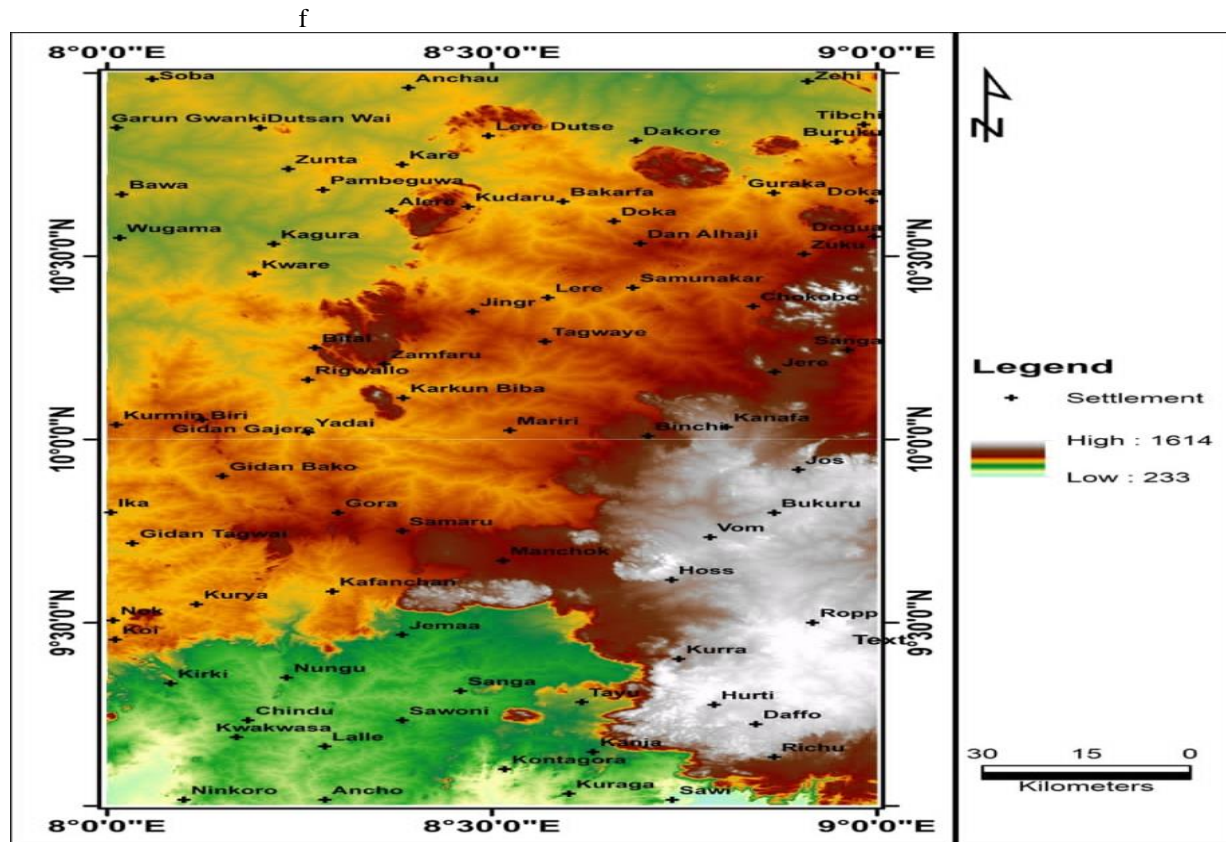 f
8°0'0"E 8°30'0"E 9°0'0"E
Soba
Anchau
Zehi
Garun Gwanki
Dutsan Wai
Lere Dutse
Dakore
Tibchi
Buruku
Zunta
Kare
Bawa
Pambeguwa
Alere
Kudaru
Bakarfa
Guraka
Doka
Doka
Wugama
Kagura
Dan Alhaji
Dogua
Zuku
10°30'0"N
10°30'0"N
Kware
Samunakar
Lere
Jingr
Chokobo
Tagwaye
Bital
Zamfaru
Sanga
Jere
Rigwallo
Karkun Biba
Kurmin Biri
Gidan Gajere
Yadai
Mariri
Binchi
Kanafa
10°0'0"N
10°0'0"N
Gidan Bako
Jos
Ika
Gora
Samaru
Bukuru
Gidan Tagwai
Manchok
Vom
Hoss
Kurya
Kafanchan
Nok
Koi
Jemaa
Ropp
Text
9°30'0"N
9°30'0"N
Kirki
Nungu
Sanga
Kurra
Tayu
Hurti
Chindu
Sawoni
Daffo
Kwakwasa
Lalle
Kanja
Richu
Kontagora
Ninkoro
Ancho
Kuraga
Sawi
8°0'0"E 8°30'0"E 9°0'0"E
N
Legend
Settlement
High : 1614
Low : 233
30 15 0
Kilometers